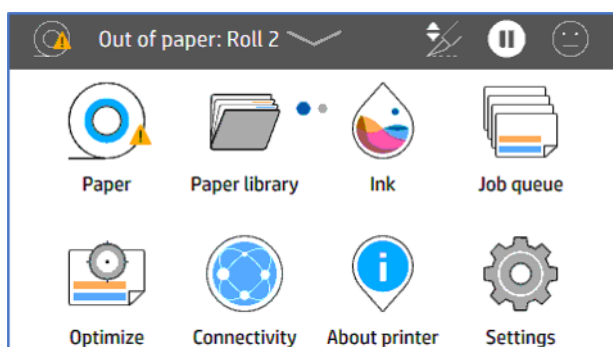 Out of paper: Roll 2
Paper Paper library Ink Job queue
Optimize Connectivity About printer Settings